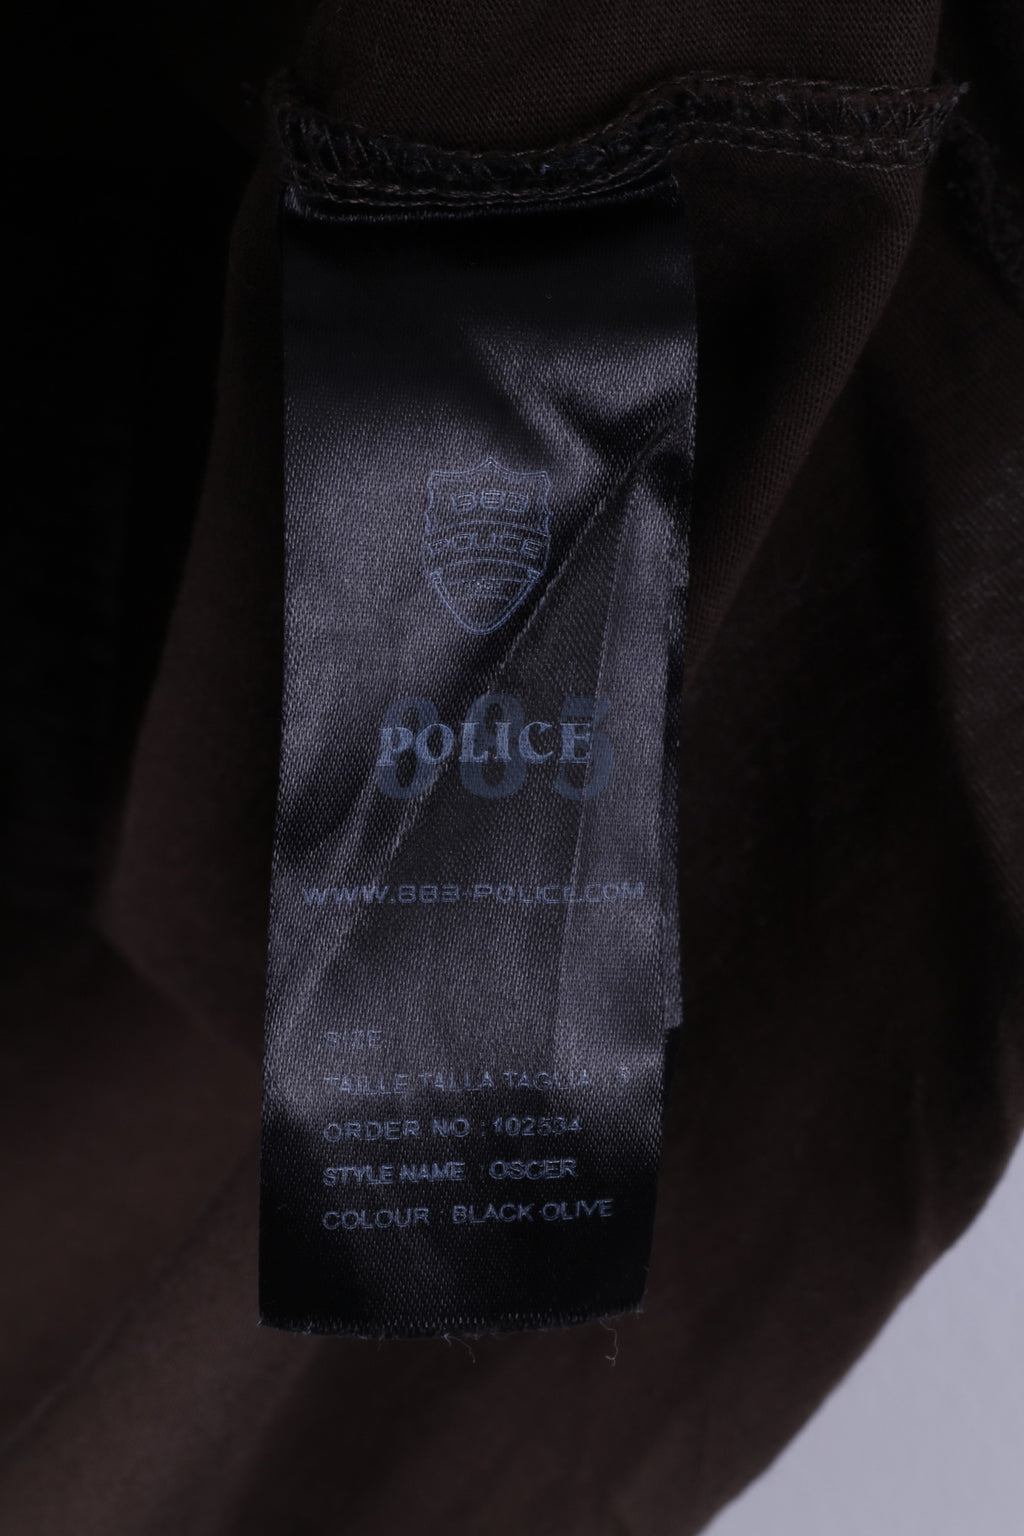 883
POLICE
POLICE
WWW.883-POLICE.COM
SIZE
TAILLE TALLA TAGLIA S
ORDER NO : 102534
STYLE NAME : OSCER
COLOUR : BLACK OLIVE